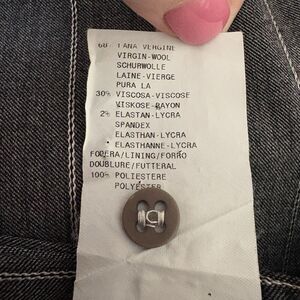 68% LANA VERGINE
VIRGIN-WOOL
SCHURWOLLE
LAINE-VIERGE
PURA LA
30% VISCOSA-VISCOSE
VISKOSE-RAYON
2% ELASTAN-LYCRA
SPANDEX
ELASTHAN-LYCRA
ELASTHANNE-LYCRA
FODERA/LINING/FORRO
DOUBLURE/FUTTERAL
100% POLIESTERE
POLYESTER